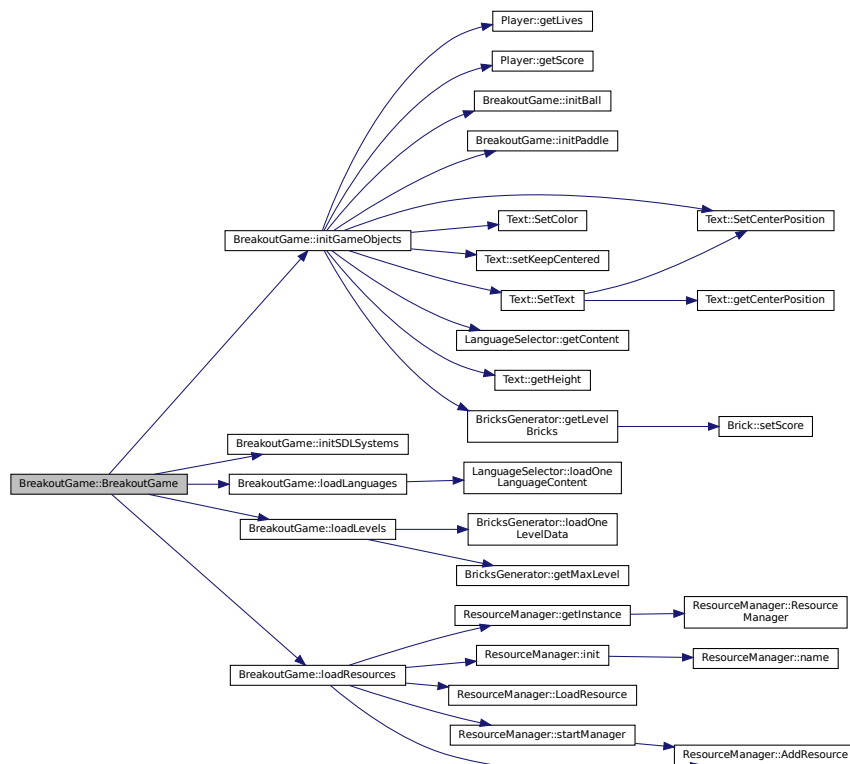 Player::getLives
Player::getScore
BreakoutGame::initBall
BreakoutGame::initPaddle
Text::SetColor
Text::SetCenterPosition
BreakoutGame::initGameObjects
Text::setKeepCentered
Text::SetText
Text::getCenterPosition
LanguageSelector::getContent
Text::getHeight
BricksGenerator::getLevel
Bricks
Brick::setScore
BreakoutGame::initSDLSystems
BreakoutGame::BreakoutGame
BreakoutGame::loadLanguages
LanguageSelector::loadOne
LanguageContent
BreakoutGame::loadLevels
BricksGenerator::loadOne
LevelData
BricksGenerator::getMaxLevel
ResourceManager::getInstance
ResourceManager::Resource
Manager
ResourceManager::init
ResourceManager::name
BreakoutGame::loadResources
ResourceManager::LoadResource
ResourceManager::startManager
ResourceManager::AddResource